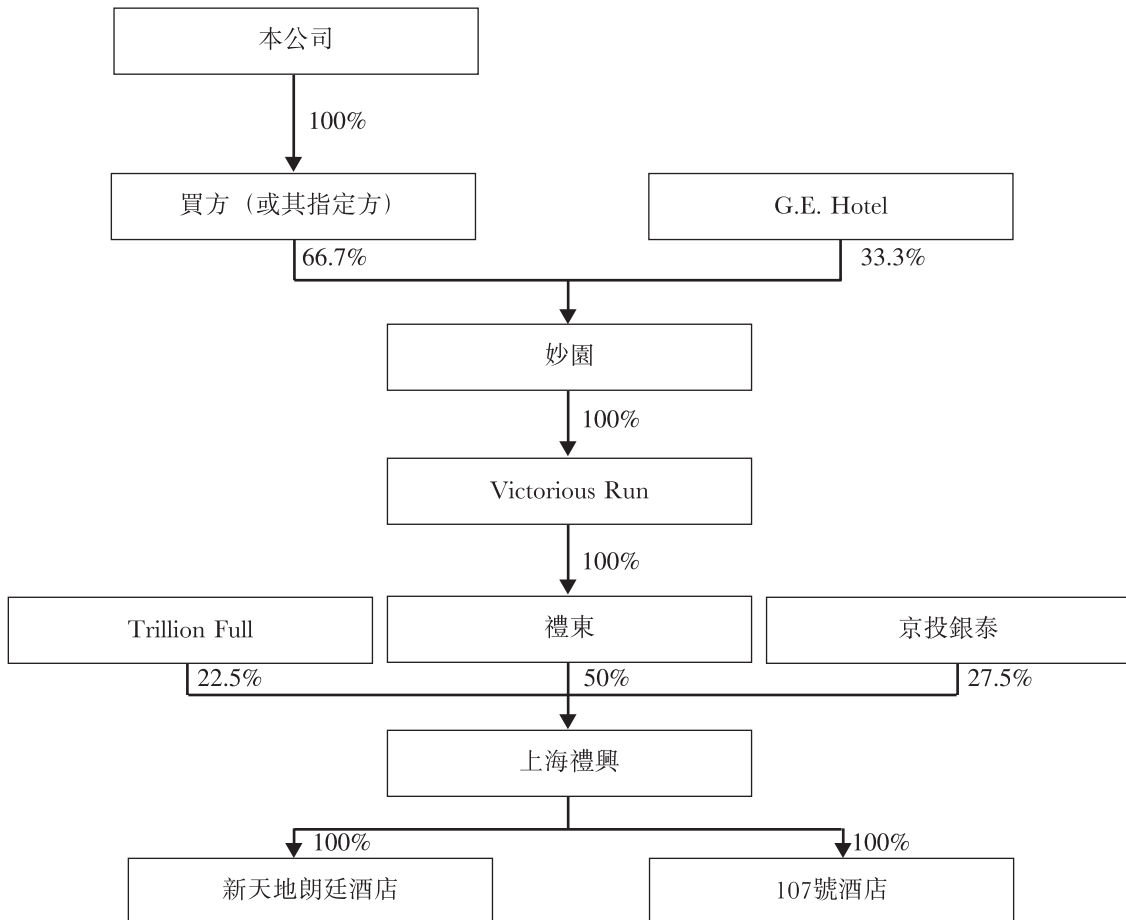 本公司
100%
買方（或其指定方）
G.E. Hotel
66.7%
33.3%
妙園
100%
Victorious Run
100%
Trillion Full
禮東
京投銀泰
22.5%
50%
27.5%
上海禮興
100%
100%
新天地朗廷酒店
107號酒店